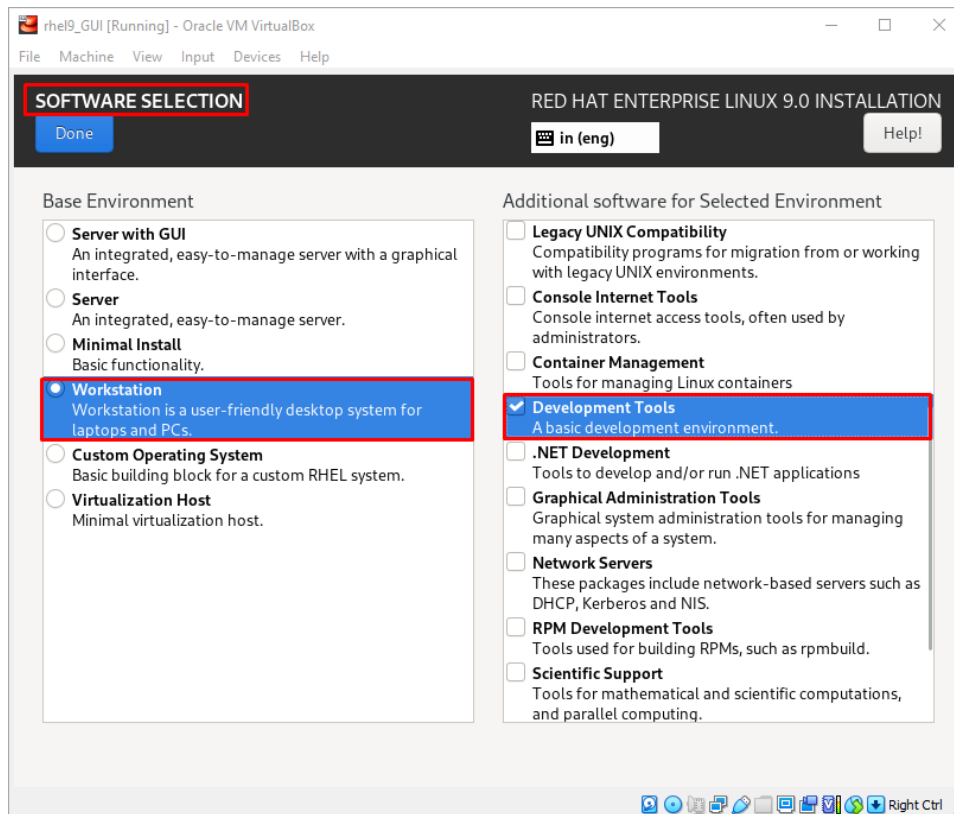 rhel9_GUI [Running] - Oracle VM VirtualBox
File Machine View Input Devices Help
SOFTWARE SELECTION
Done
RED HAT ENTERPRISE LINUX 9.0 INSTALLATION
in (eng)
Help!
Base Environment
Server with GUI
An integrated, easy-to-manage server with a graphical
interface.
Server
An integrated, easy-to-manage server.
Minimal Install
Basic functionality.
Workstation
Workstation is a user-friendly desktop system for
laptops and PCs.
Custom Operating System
Basic building block for a custom RHEL system.
Virtualization Host
Minimal virtualization host.
Additional software for Selected Environment
Legacy UNIX Compatibility
Compatibility programs for migration from or working
with legacy UNIX environments.
Console Internet Tools
Console internet access tools, often used by
administrators.
Container Management
Tools for managing Linux containers
Development Tools
A basic development environment.
.NET Development
Tools to develop and/or run .NET applications
Graphical Administration Tools
Graphical system administration tools for managing
many aspects of a system.
Network Servers
These packages include network-based servers such as
DHCP, Kerberos and NIS.
RPM Development Tools
Tools used for building RPMs, such as rpmbuild.
Scientific Support
Tools for mathematical and scientific computations,
and parallel computing.
Right Ctrl